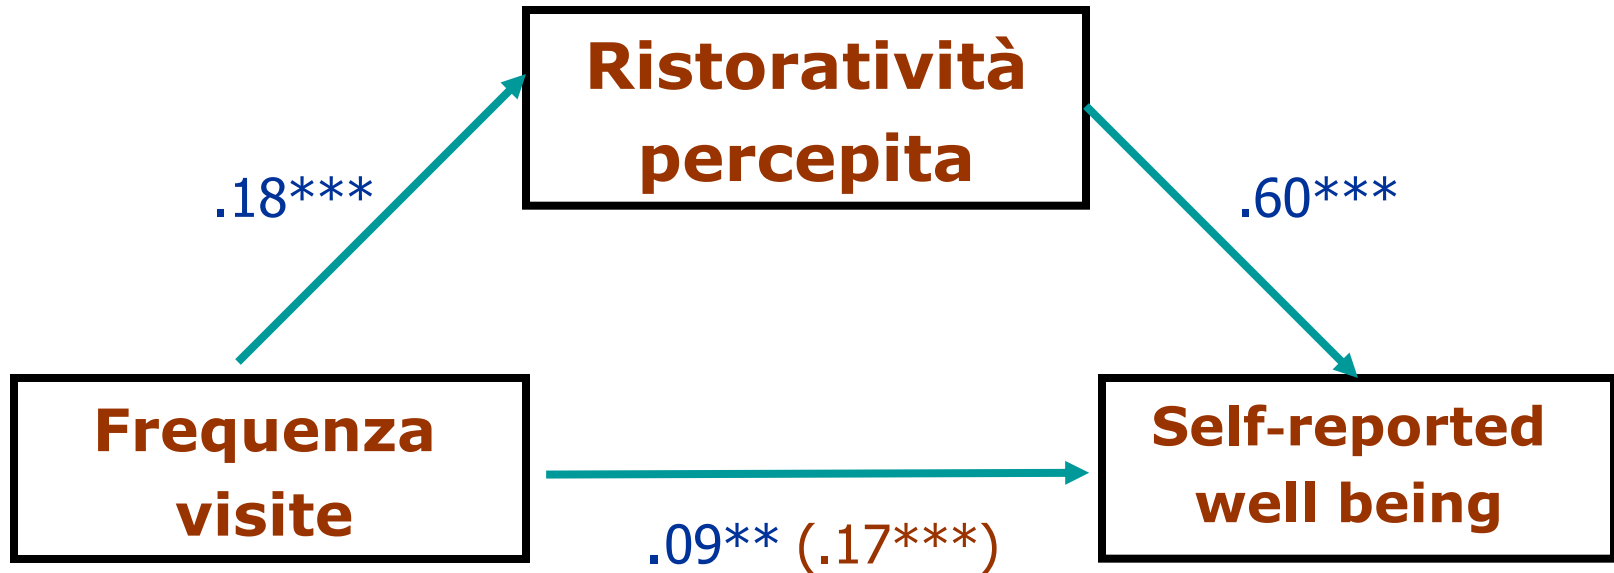 Ristoratività
percepita
.18***
.60***
Frequenza
visite
Self-reported
well being
.09** (.17***)